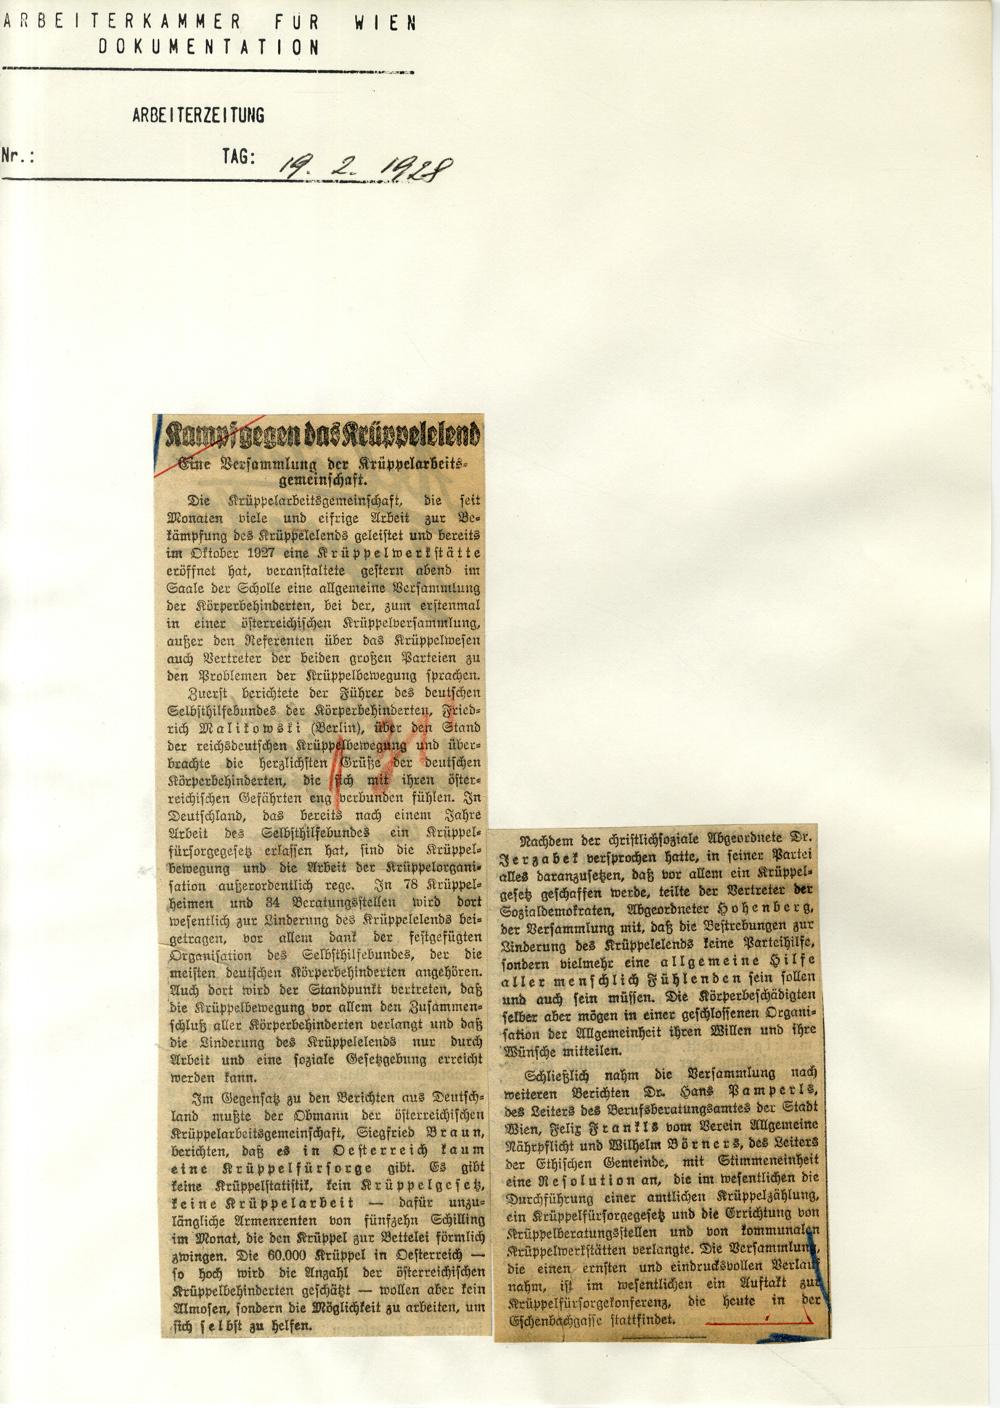 ARBEITERKAMMER FÜR WIEN
DOKUMENTATION
ARBEITERZEITUNG
Nr.: TAG: 19. 2. 1928
Kampf gegen das Krüppelelend
Eine Versammlung der Krüppelarbeits-
gemeinschaft.
Die Krüppelarbeitsgemeinschaft, die seit
Monaten viele und eifrige Arbeit zur Be-
kämpfung des Krüppelelends geleistet und bereits
im Oktober 1927 eine Krüppelwerkstätte
eröffnet hat, veranstaltete gestern abend im
Saale der Scholle eine allgemeine Versammlung
der Körperbehinderten, bei der, zum erstenmal
in einer österreichischen Krüppelversammlung,
außer den Referenten über das Krüppelwesen
auch Vertreter der beiden großen Parteien zu
den Problemen der Krüppelbewegung sprachen.
Zuerst berichtete der Führer des deutschen
Selbsthilfebundes der Körperbehinderten, Fried-
rich Malikowski (Berlin), über den Stand
der reichsdeutschen Krüppelbewegung und über-
brachte die herzlichsten Grüße der deutschen
Körperbehinderten, die sich mit ihren öster-
reichischen Gefährten eng verbunden fühlen. In
Deutschland, das bereits nach einem Jahre
Arbeit des Selbsthilfebundes ein Krüppel-
fürsorgegesetz erlassen hat, sind die Krüppel-
bewegung und die Arbeit der Krüppelorgani-
sation außerordentlich rege. In 78 Krüppel-
heimen und 34 Beratungsstellen wird dort
wesentlich zur Linderung des Krüppelelends bei-
getragen, vor allem dank der festgefügten
Organisation des Selbsthilfebundes, der die
meisten deutschen Körperbehinderten angehören.
Auch dort wird der Standpunkt vertreten, daß
die Krüppelbewegung vor allem den Zusammen-
schluß aller Körperbehinderten verlangt und daß
die Linderung des Krüppelelends nur durch
Arbeit und eine soziale Gesetzgebung erreicht
werden kann.
Im Gegensatz zu den Berichten aus Deutsch-
land mußte der Obmann der österreichischen
Krüppelarbeitsgemeinschaft, Siegfried Braun,
berichten, daß es in Oesterreich kaum
eine Krüppelfürsorge gibt. Es gibt
keine Krüppelstatistik, kein Krüppelgesetz,
keine Krüppelarbeit — dafür unzu-
längliche Armenrenten von fünfzehn Schilling
im Monat, die den Krüppel zur Bettelei förmlich
zwingen. Die 60.000 Krüppel in Oesterreich —
so hoch wird die Anzahl der österreichischen
Krüppelbehinderten geschätzt — wollen aber kein
Almosen, sondern die Möglichkeit zu arbeiten, um
sich selbst zu helfen.
Nachdem der christlichsoziale Abgeordnete Dr.
Jerzabek versprochen hatte, in seiner Partei
alles daranzusetzen, daß vor allem ein Krüppel-
gesetz geschaffen werde, teilte der Vertreter der
Sozialdemokraten, Abgeordneter Hohenberg,
der Versammlung mit, daß die Bestrebungen zur
Linderung des Krüppelelends keine Parteihilfe,
sondern vielmehr eine allgemeine Hilfe
aller menschlich Fühlenden sein sollen
und auch sein müssen. Die Körperbeschädigten
selber aber mögen in einer geschlossenen Organi-
sation der Allgemeinheit ihren Willen und ihre
Wünsche mitteilen.
Schließlich nahm die Versammlung nach
weiteren Berichten Dr. Hans Pamperls,
des Leiters des Berufsberatungsamtes der Stadt
Wien, Felix Frankls vom Verein Allgemeine
Nährpflicht und Wilhelm Börners, des Leiters
der Ethischen Gemeinde, mit Stimmeneinheit
eine Resolution an, die im wesentlichen die
Durchführung einer amtlichen Krüppelzählung,
ein Krüppelfürsorgegesetz und die Errichtung von
Krüppelberatungsstellen und von kommunalen
Krüppelwerkstätten verlangte. Die Versammlung,
die einen ernsten und eindrucksvollen Verlauf
nahm, ist im wesentlichen ein Auftakt zur
Krüppelfürsorgekonferenz, die heute in der
Eschenbachgasse stattfindet.